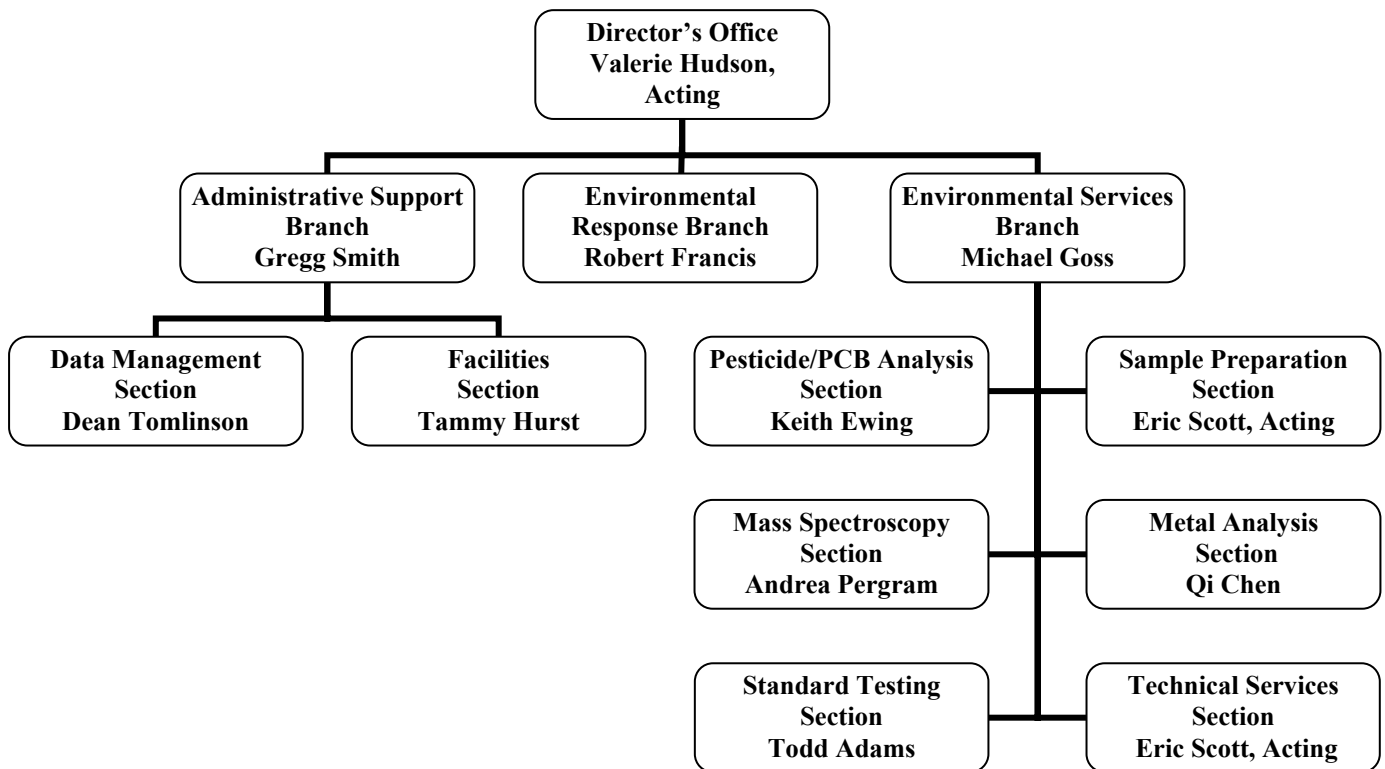 Director’s Office
Valerie Hudson,
Acting
Administrative Support
Branch
Gregg Smith
Environmental
Response Branch
Robert Francis
Environmental Services
Branch
Michael Goss
Data Management
Section
Dean Tomlinson
Facilities
Section
Tammy Hurst
Pesticide/PCB Analysis
Section
Keith Ewing
Sample Preparation
Section
Eric Scott, Acting
Mass Spectroscopy
Section
Andrea Pergram
Metal Analysis
Section
Qi Chen
Standard Testing
Section
Todd Adams
Technical Services
Section
Eric Scott, Acting